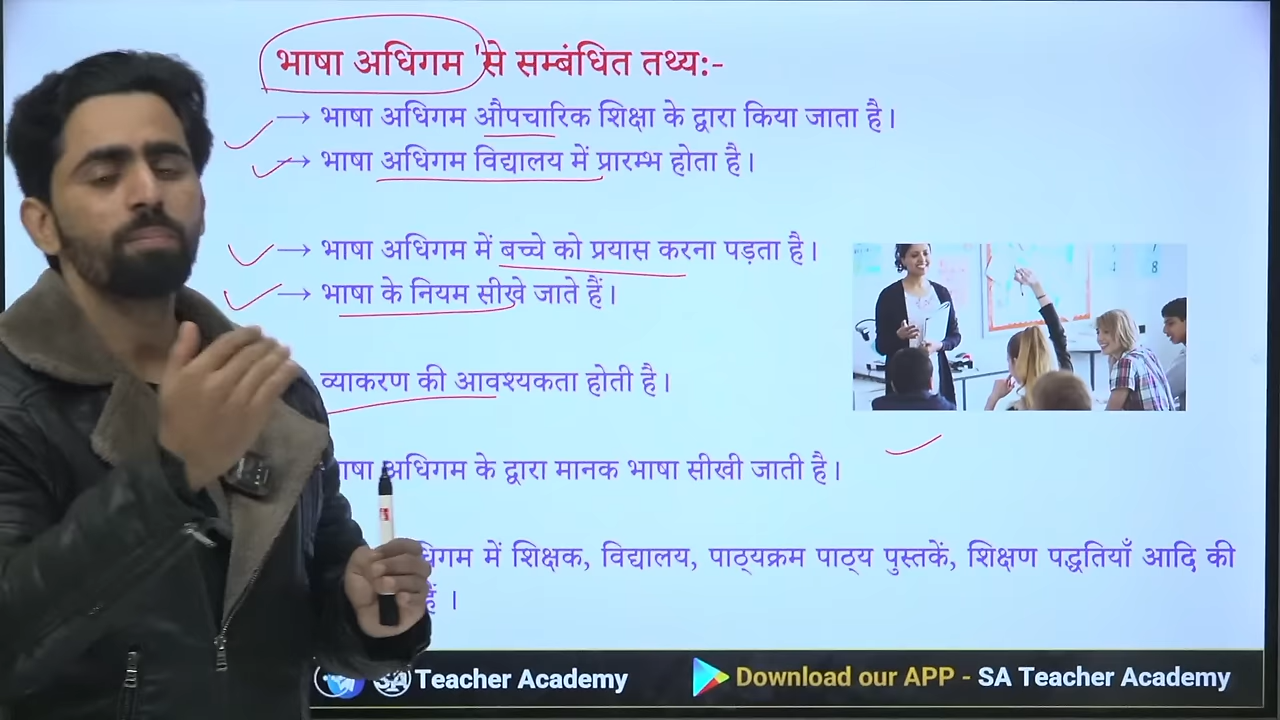 भाषा अधिगम 'से सम्बंधित तथ्य:-
→ भाषा अधिगम औपचारिक शिक्षा के द्वारा किया जाता है।
→ भाषा अधिगम विद्यालय में प्रारम्भ होता है।
→ भाषा अधिगम में बच्चे को प्रयास करना पड़ता है।
→ भाषा के नियम सीखे जाते हैं।
व्याकरण की आवश्यकता होती है।
अधिगम के द्वारा मानक भाषा सीखी जाती है।
में शिक्षक, विद्यालय, पाठ्यक्रम पाठ्य पुस्तकें, शिक्षण पद्धतियाँ आदि की
हैं ।
SA Teacher Academy Download our APP - SA Teacher Academy